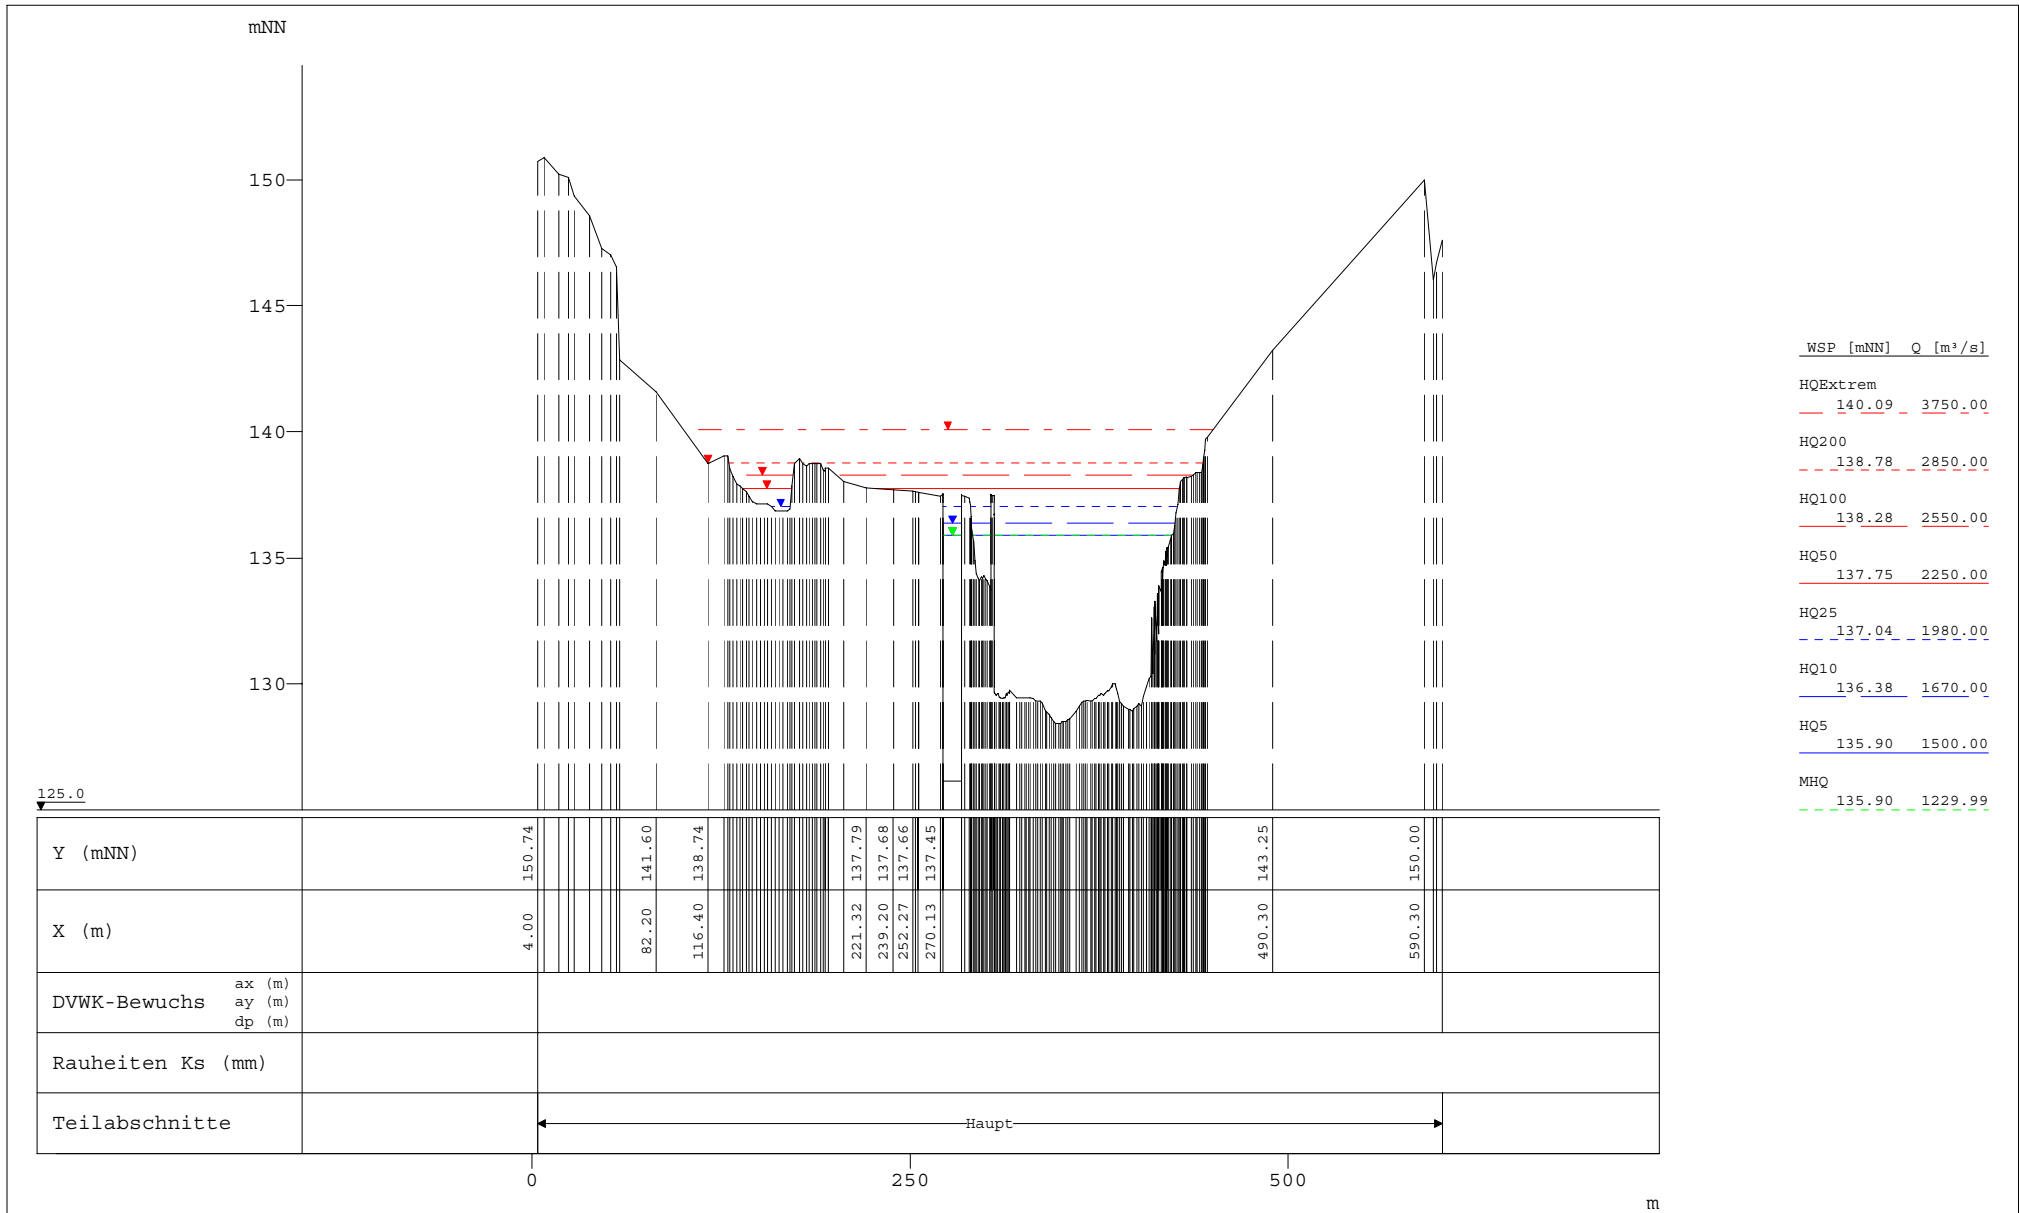 mNN
150
145
140
135
130
125.0
WSP [mNN] Q [m³/s]
HQExtrem
140.09 3750.00
HQ200
138.78 2850.00
HQ100
138.28 2550.00
HQ50
137.75 2250.00
HQ25
137.04 1980.00
HQ10
136.38 1670.00
HQ5
135.90 1500.00
MHQ
135.90 1229.99
Y (mNN)
150.74 141.60 138.74 137.79 137.68 137.66 137.45 143.25 150.00
X (m)
4.00 82.20 116.40 221.32 239.20 252.27 270.13 490.30 590.30
DVWK-Bewuchs
ax (m)
ay (m)
dp (m)
Rauheiten Ks (mm)
Teilabschnitte
Haupt
0 250 500
m